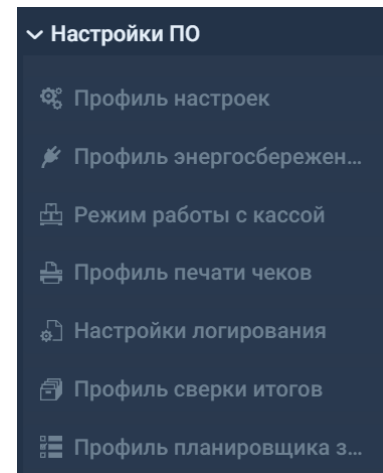 Настройки ПО
Профиль настроек
Профиль энергосбережен...
Режим работы с кассой
Профиль печати чеков
Настройки логирования
Профиль сверки итогов
Профиль планировщика з...